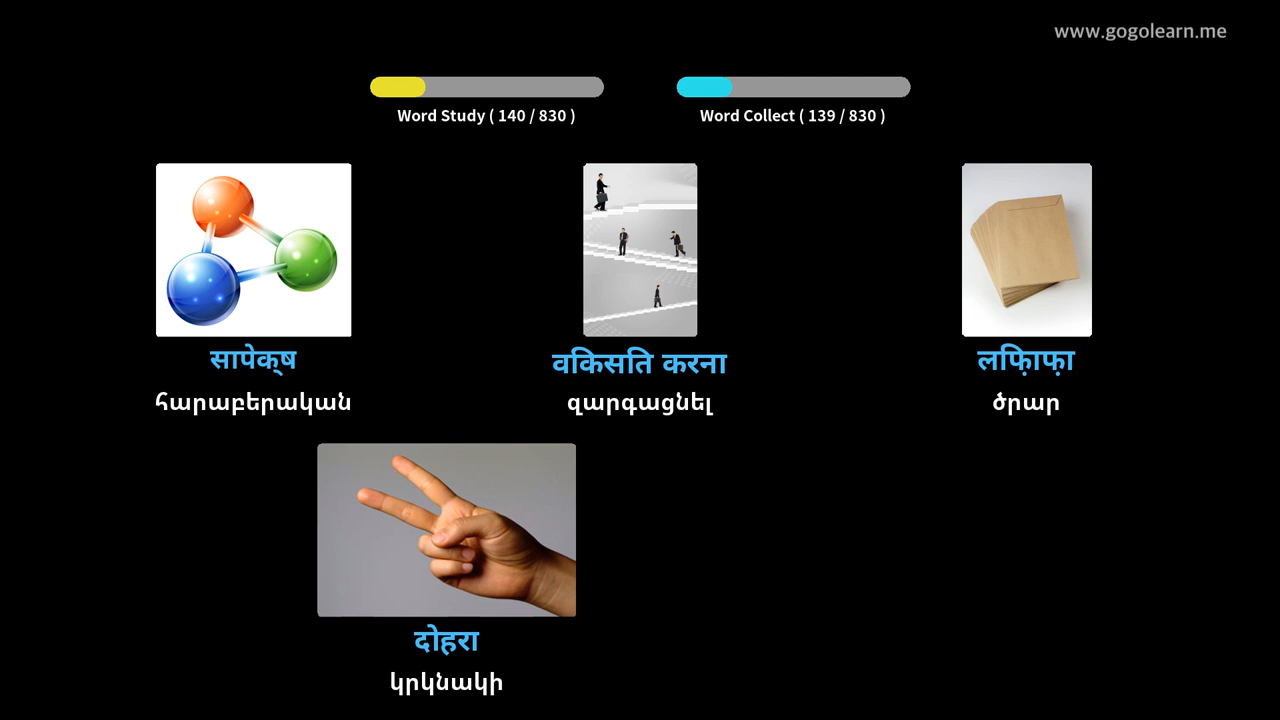 www.gogolearn.me
Word Study ( 140 / 830 )
Word Collect ( 139 / 830 )
सापेक्ष
विकसित करना
लिफ़ाफ़ा
հարաբերական
զարգացնել
ծրար
दोहरा
կրկնակի